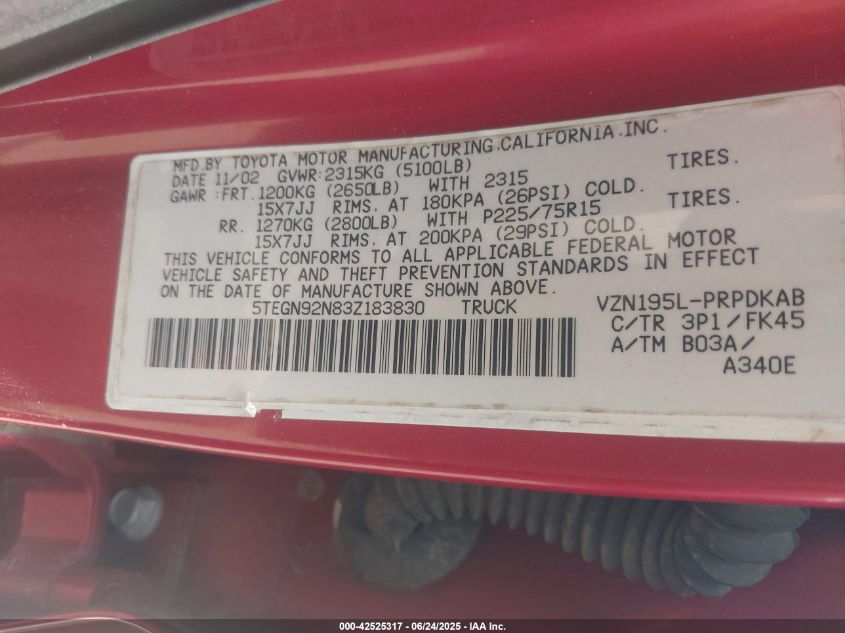 MFD.BY TOYOTA MOTOR MANUFACTURING CALIFORNIA INC.
DATE 11/02 GVWR:2315KG (5100LB)
GAWR :FRT. 1200KG (2650LB) WITH 2315 TIRES.
15X7JJ RIMS. AT 180KPA (26PSI) COLD.
RR. 1270KG (2800LB) WITH P225/75R15 TIRES.
15X7JJ RIMS. AT 200KPA (29PSI) COLD.
THIS VEHICLE CONFORMS TO ALL APPLICABLE FEDERAL MOTOR
VEHICLE SAFETY AND THEFT PREVENTION STANDARDS IN EFFECT
ON THE DATE OF MANUFACTURE SHOWN ABOVE.
5TEGN92N83Z183830 TRUCK VZN195L-PRPDKAB
C/TR 3P1/FK45
A/TM B03A/
A340E
000-42525317 - 06/24/2025 - IAA Inc.